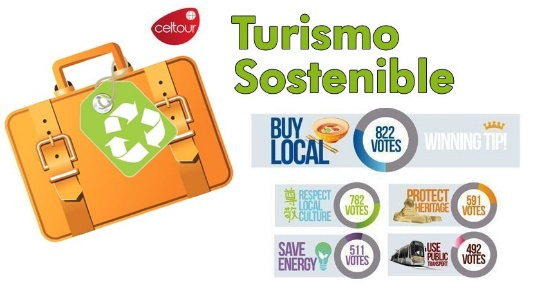 celtour
Turismo
Sostenible
BUY
LOCAL
822
VOTES
WINNING TIP!
RESPECT
LOCAL
CULTURE
782
VOTES
PROTECT
HERITAGE
591
VOTES
SAVE
ENERGY
511
VOTES
USE
PUBLIC
TRANSPORT
492
VOTES